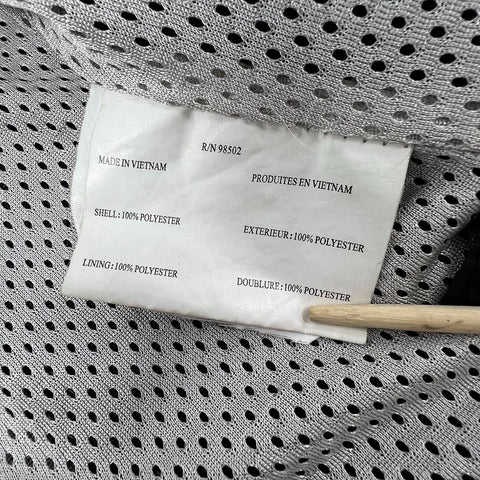 R/N 98502
MADE IN VIETNAM
PRODUITES EN VIETNAM
SHELL: 100% POLYESTER
EXTERIEUR: 100% POLYESTER
LINING: 100% POLYESTER
DOUBLURE: 100% POLYESTER